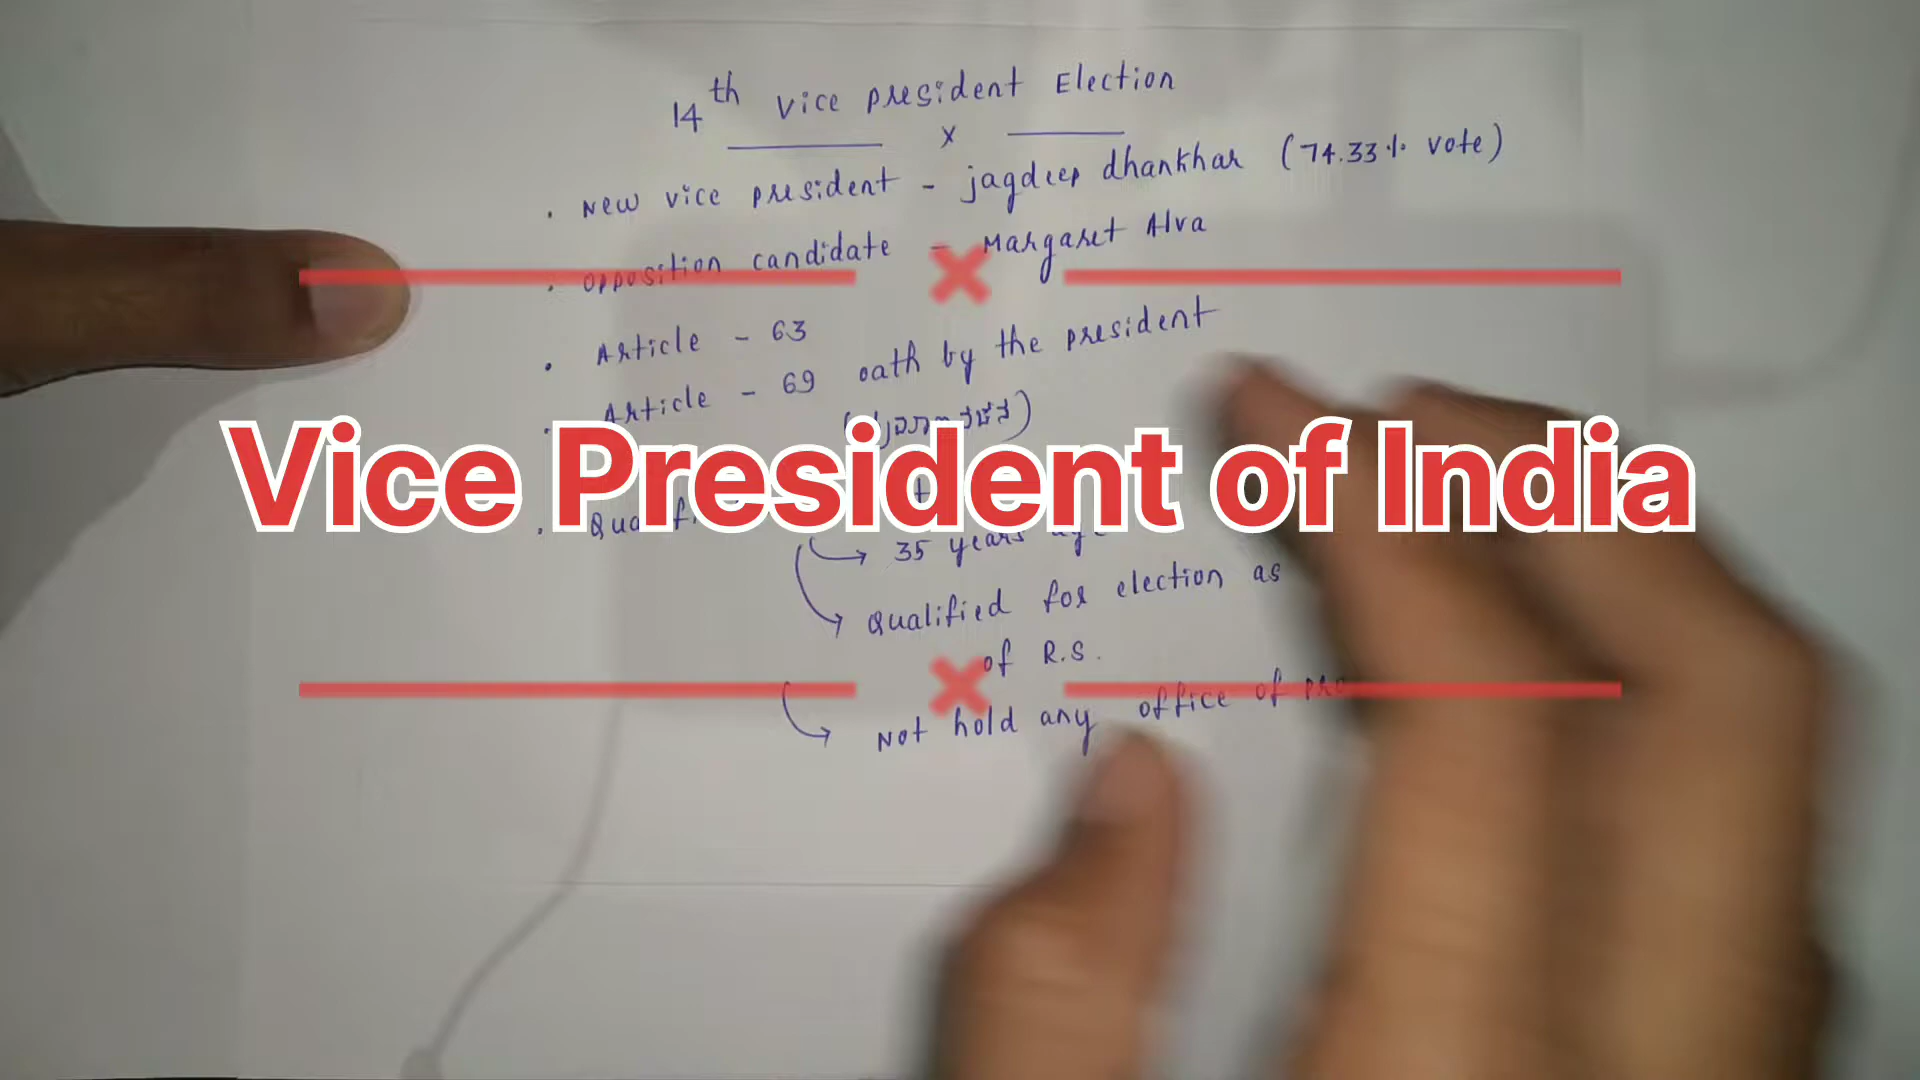 14th Vice president Election
x
. New vice president - jagdeep dhankhar (74.33% vote)
. Opposition candidate - Margaret Alva
. Article - 63
. Article - 69 oath by the president
Vice President of India
. 
→ 35 years age
→ Qualified for election as
of R.S.
→ Not hold any office of